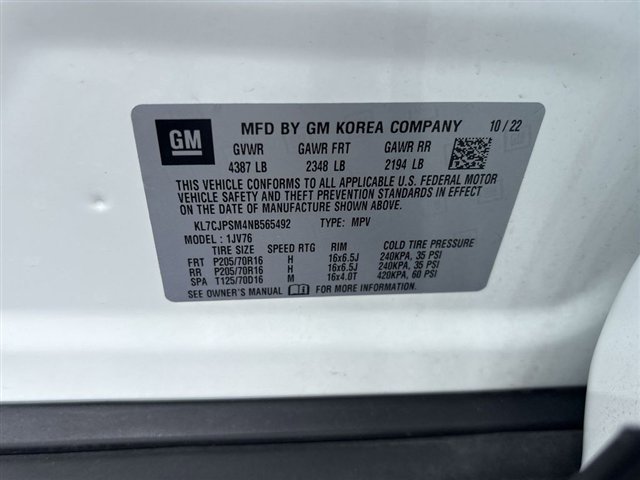 GM MFD BY GM KOREA COMPANY 10 / 22
GVWR GAWR FRT GAWR RR
4387 LB 2348 LB 2194 LB
THIS VEHICLE CONFORMS TO ALL APPLICABLE U.S. FEDERAL MOTOR
VEHICLE SAFETY AND THEFT PREVENTION STANDARDS IN EFFECT
ON THE DATE OF MANUFACTURE SHOWN ABOVE.
KL7CJPSM4NB565492 TYPE: MPV
MODEL : 1JV76
TIRE SIZE SPEED RTG RIM COLD TIRE PRESSURE
FRT P205/70R16 H 16x6.5J 240KPA, 35 PSI
RR P205/70R16 H 16x6.5J 240KPA, 35 PSI
SPA T125/70D16 M 16x4.0T 420KPA, 60 PSI
SEE OWNER'S MANUAL FOR MORE INFORMATION.